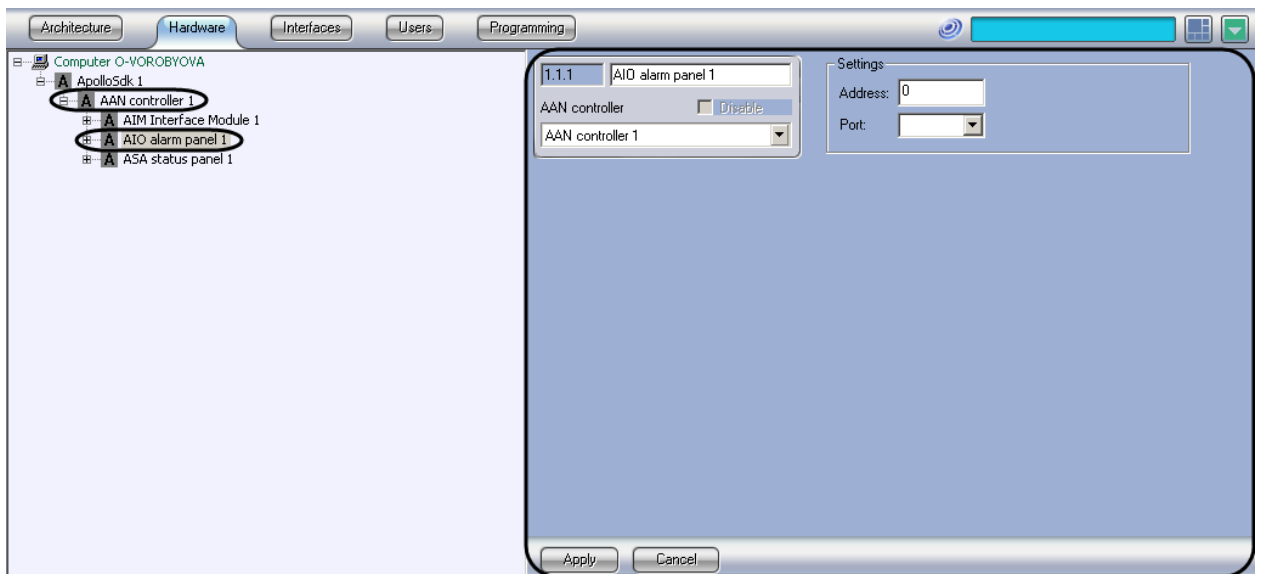 Architecture Hardware Interfaces Users Programming
Computer O-VOROBYOVA
A ApolloSdk 1
A AAN controller 1
A AIM Interface Module 1
A AIO alarm panel 1
A ASA status panel 1
1.1.1 AIO alarm panel 1
AAN controller Disable
AAN controller 1
Settings
Address: 0
Port:
Apply Cancel